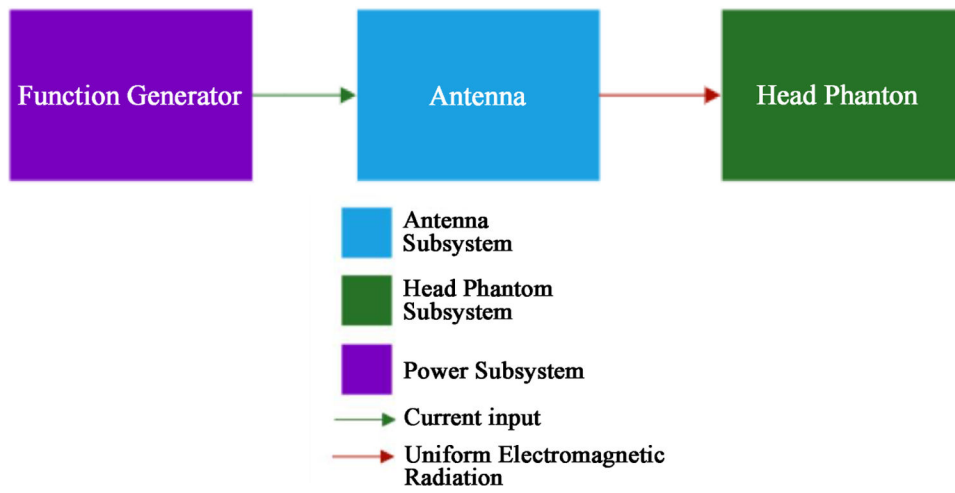 Function Generator
Antenna
Head Phanton
Antenna
Subsystem
Head Phantom
Subsystem
Power Subsystem
Current input
Uniform Electromagnetic
Radiation